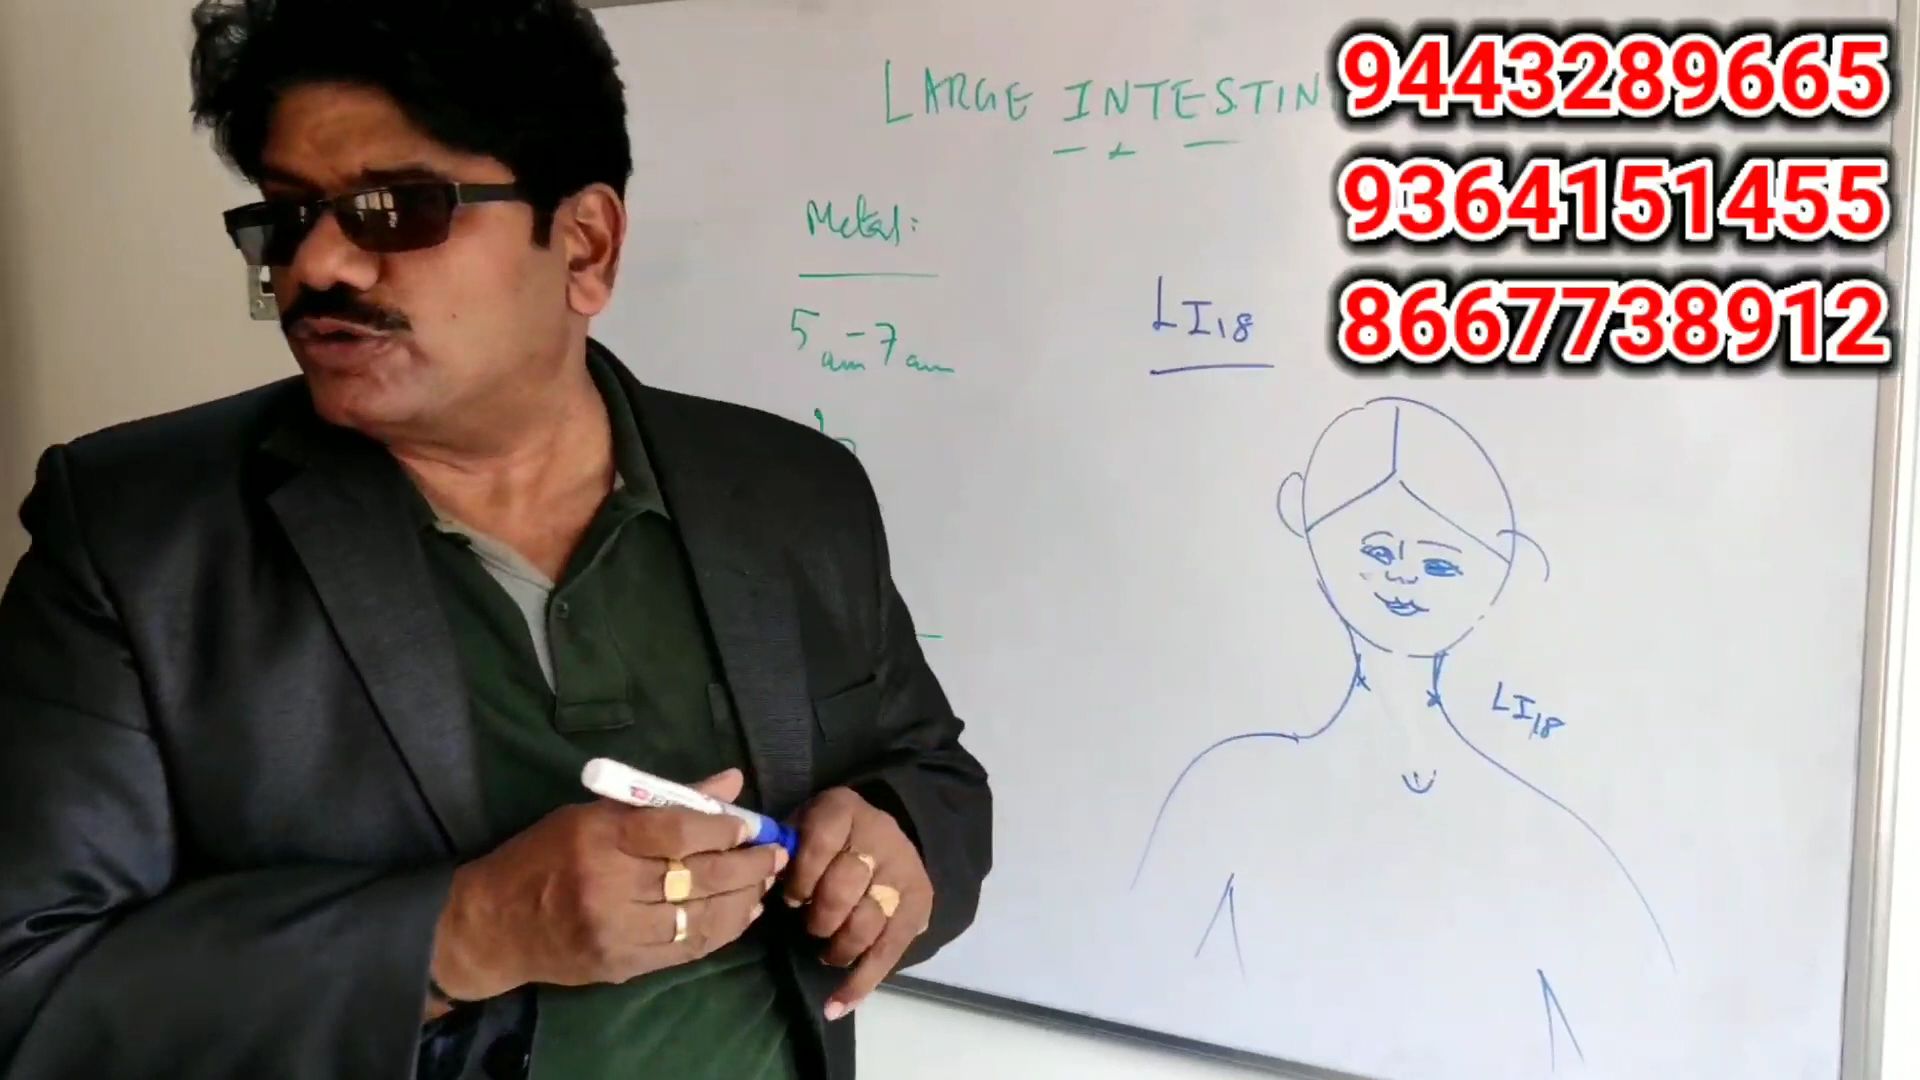 LARGE INTESTIN
9443289665
9364151455
8667738912
Metal:
5am-7am
LI18
LI18